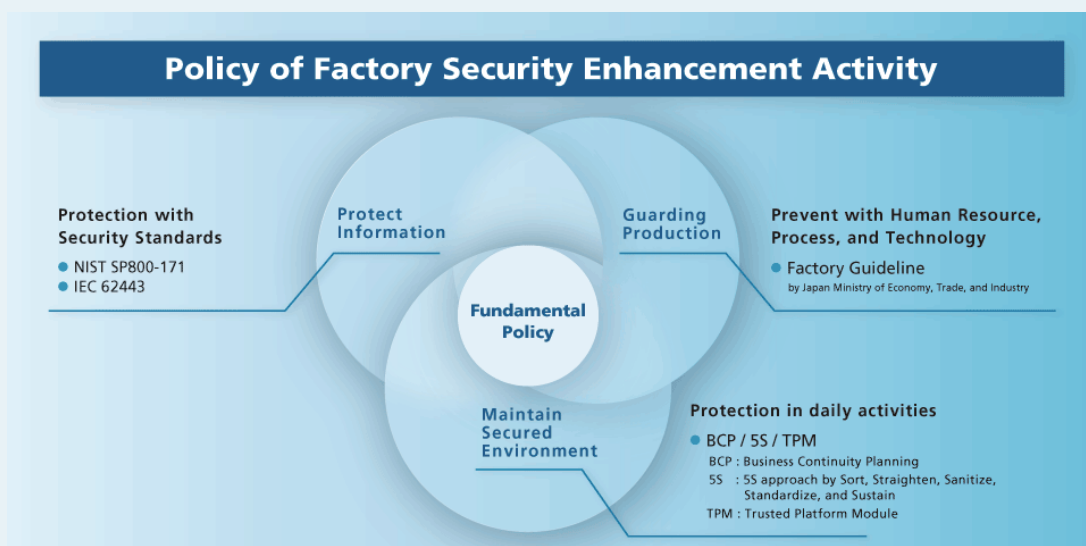 Policy of Factory Security Enhancement Activity
Protection with
Security Standards
● NIST SP800-171
● IEC 62443
Protect
Information
Guarding
Production
Prevent with Human Resource,
Process, and Technology
● Factory Guideline
by Japan Ministry of Economy, Trade, and Industry
Fundamental
Policy
Maintain
Secured
Environment
Protection in daily activities
● BCP / 5S / TPM
BCP : Business Continuity Planning
5S : 5S approach by Sort, Straighten, Sanitize,
Standardize, and Sustain
TPM : Trusted Platform Module